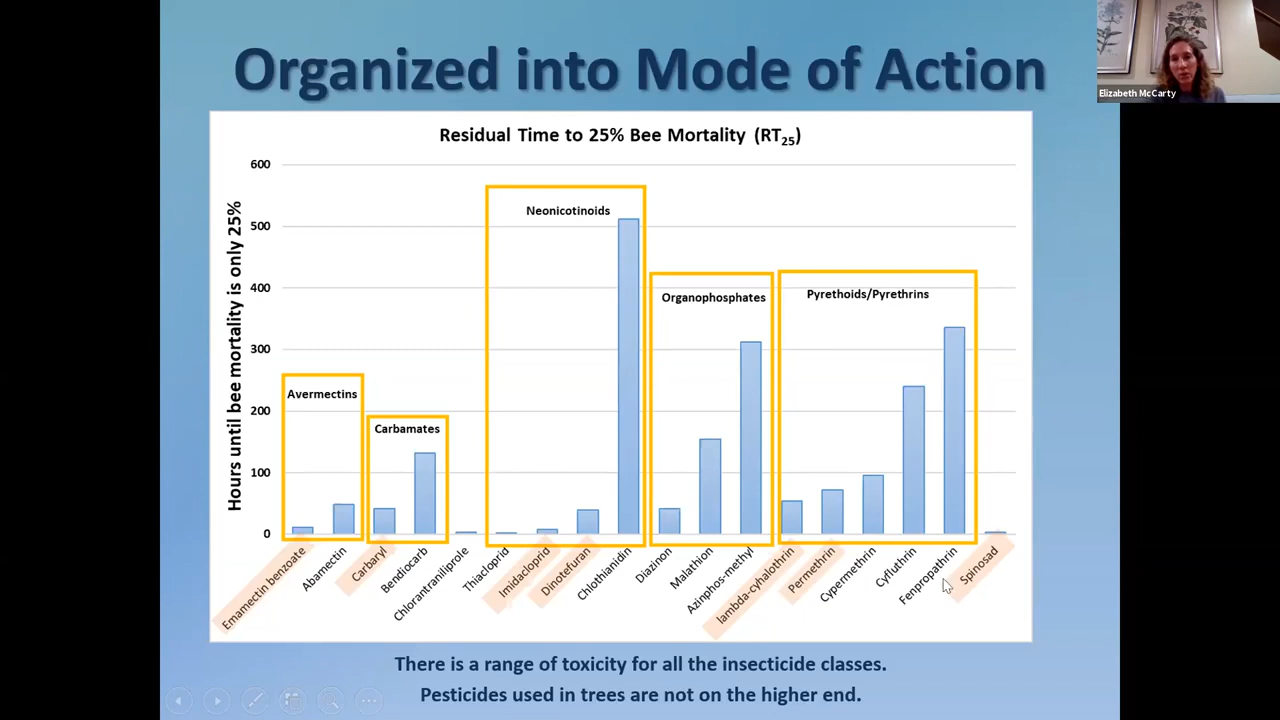 Organized into Mode of Action
Elizabeth McCarty
Residual Time to 25% Bee Mortality (RT25)
Hours until bee mortality is only 25%
600
500
400
300
200
100
0
Avermectins
Carbamates
Neonicotinoids
Organophosphates
Pyrethoids/Pyrethrins
Emamectin benzoate
Abamectin
Carbaryl
Bendiocarb
Chlorantraniliprole
Thiacloprid
Imidacloprid
Dinotefuran
Chlothianidin
Diazinon
Malathion
Azinphos-methyl
lambda-cyhalothrin
Permethrin
Cypermethrin
Cyfluthrin
Fenpropathrin
Spinosad
There is a range of toxicity for all the insecticide classes.
Pesticides used in trees are not on the higher end.